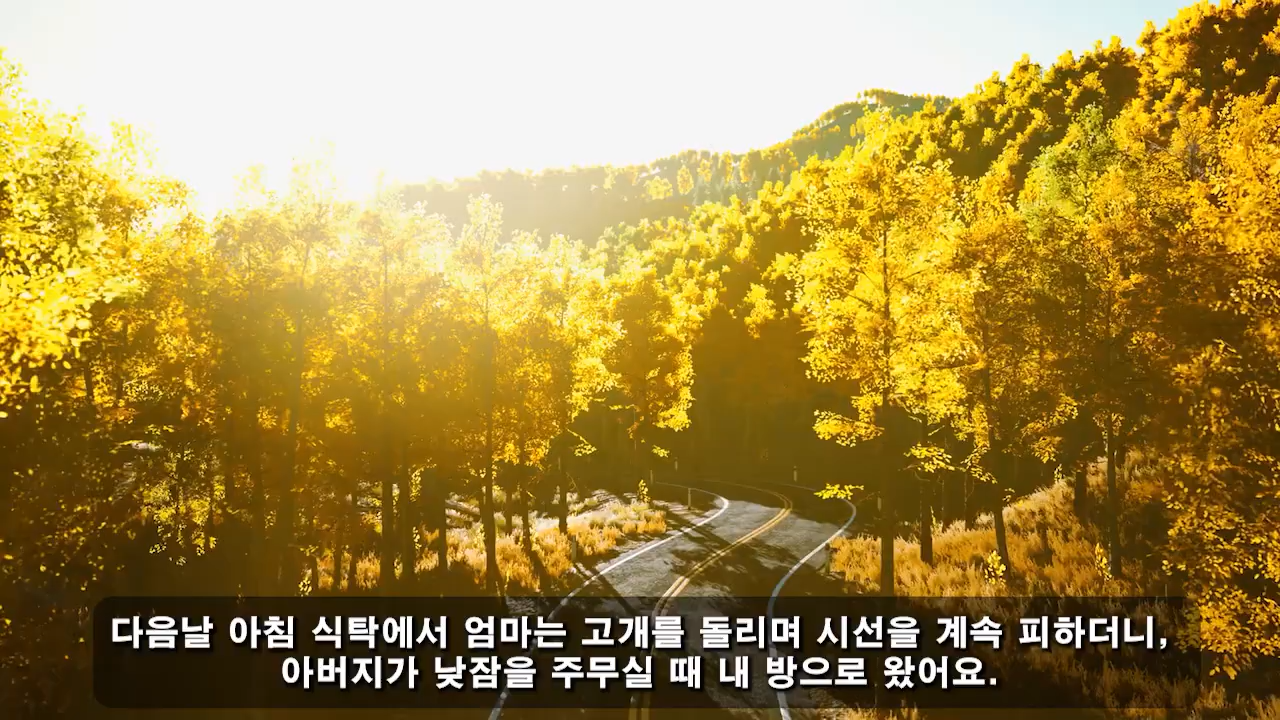 다음날 아침 식탁에서 엄마는 고개를 돌리며 시선을 계속 피하더니,
아버지가 낮잠을 주무실 때 내 방으로 왔어요.